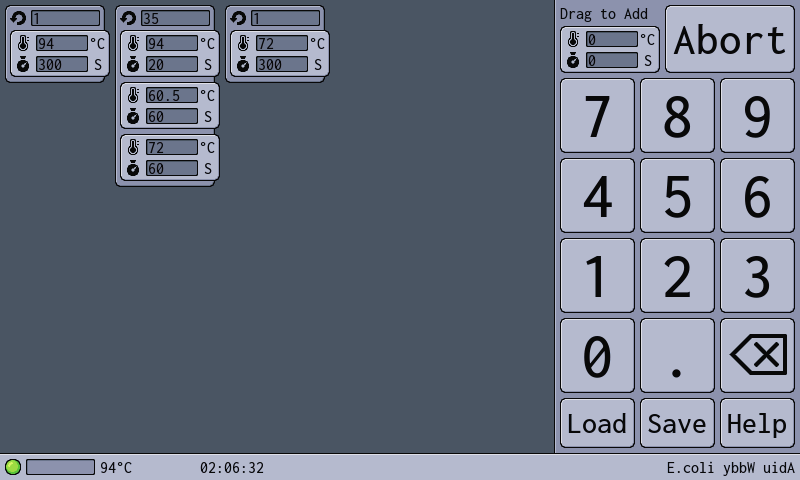 1
94 °C
300 S
35
94 °C
20 S
60.5 °C
60 S
72 °C
60 S
1
72 °C
300 S
Drag to Add
0 °C
0 S
Abort
7 8 9
4 5 6
1 2 3
0 .
Load Save Help
94°C 02:06:32 E.coli ybbW uidA